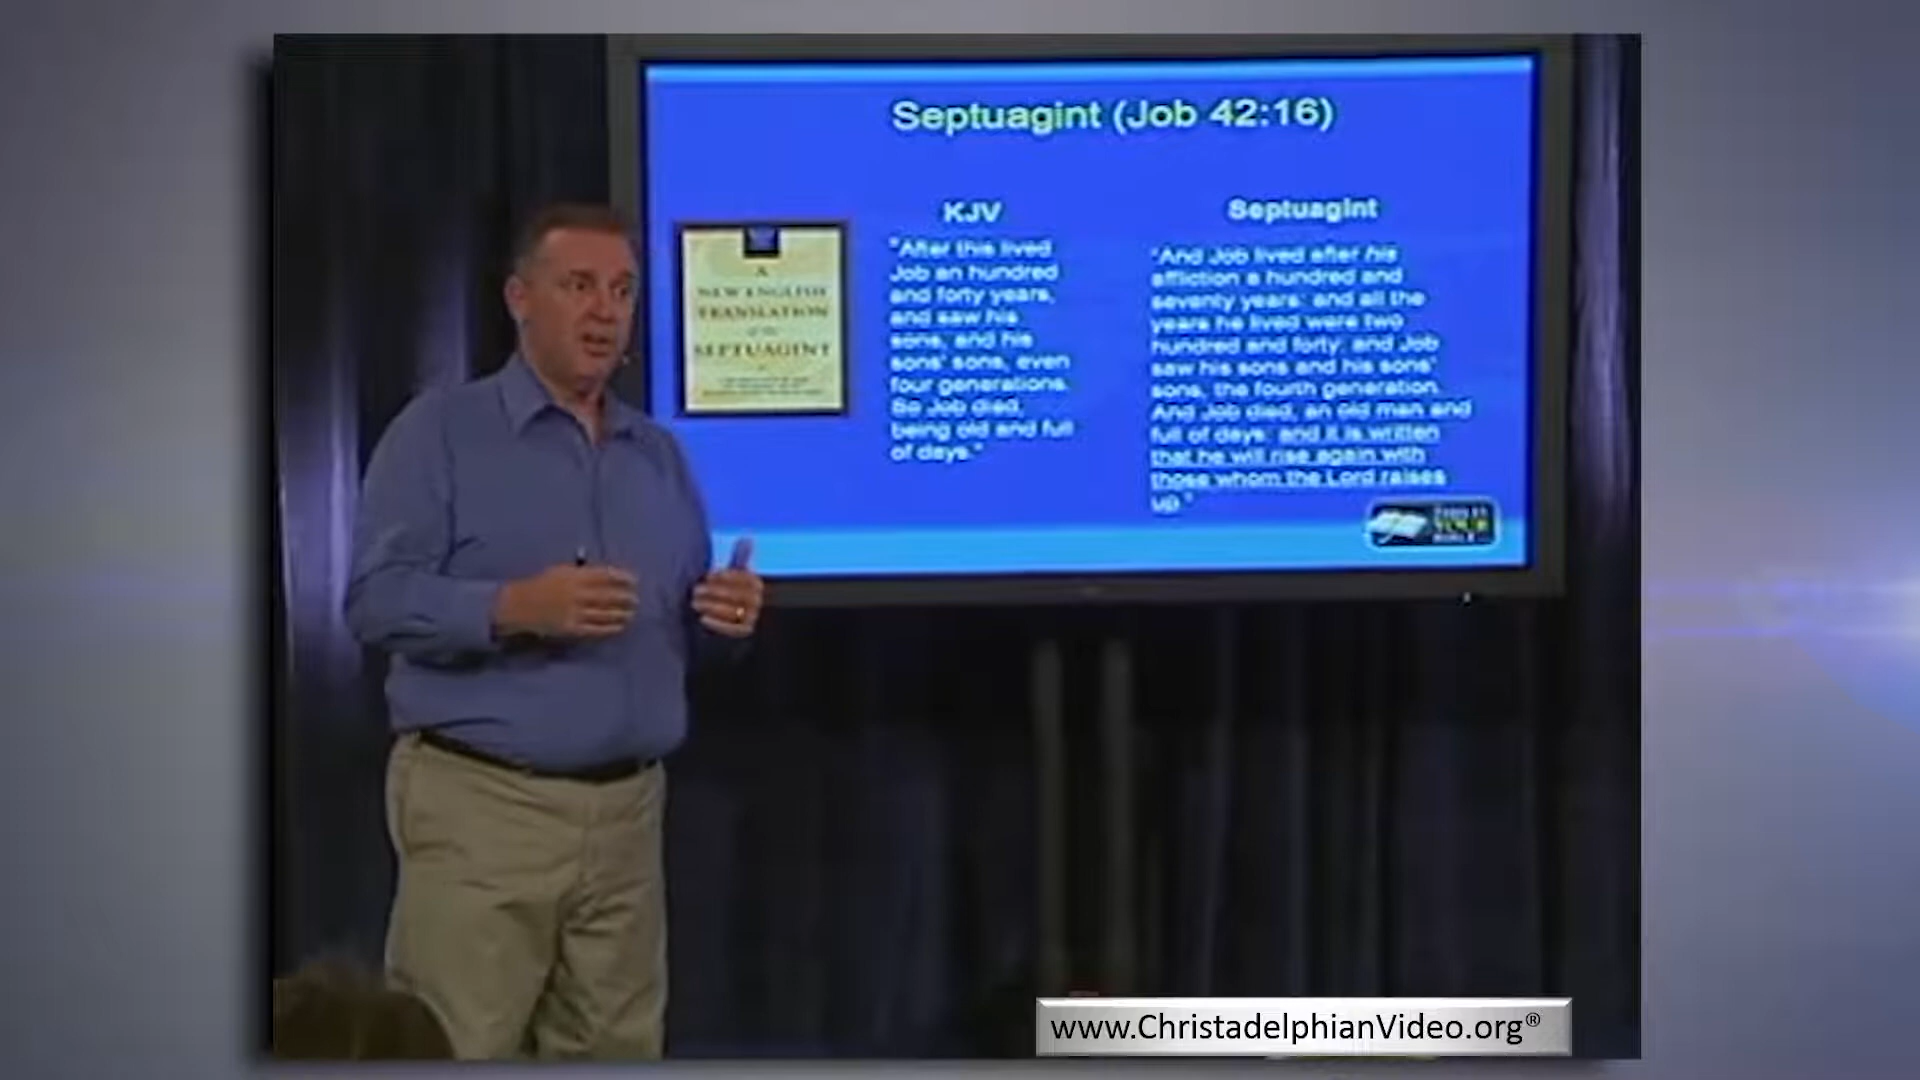 Septuagint (Job 42:16)
KJV
"After this lived
Job an hundred
and forty years,
and saw his
sons, and his
sons' sons, even
four generations.
So Job died,
being old and full
of days."
Septuagint
"And Job lived after his
affliction a hundred and
seventy years: and all the
years he lived were two
hundred and forty: and Job
saw his sons and his sons'
sons, the fourth generation.
And Job died, an old man and
full of days: and it is written
that he will rise again with
those whom the Lord raises
up."
A
NEW ENGLISH
TRANSLATION
of the
SEPTUAGINT
YOUR
www.ChristadelphianVideo.org®